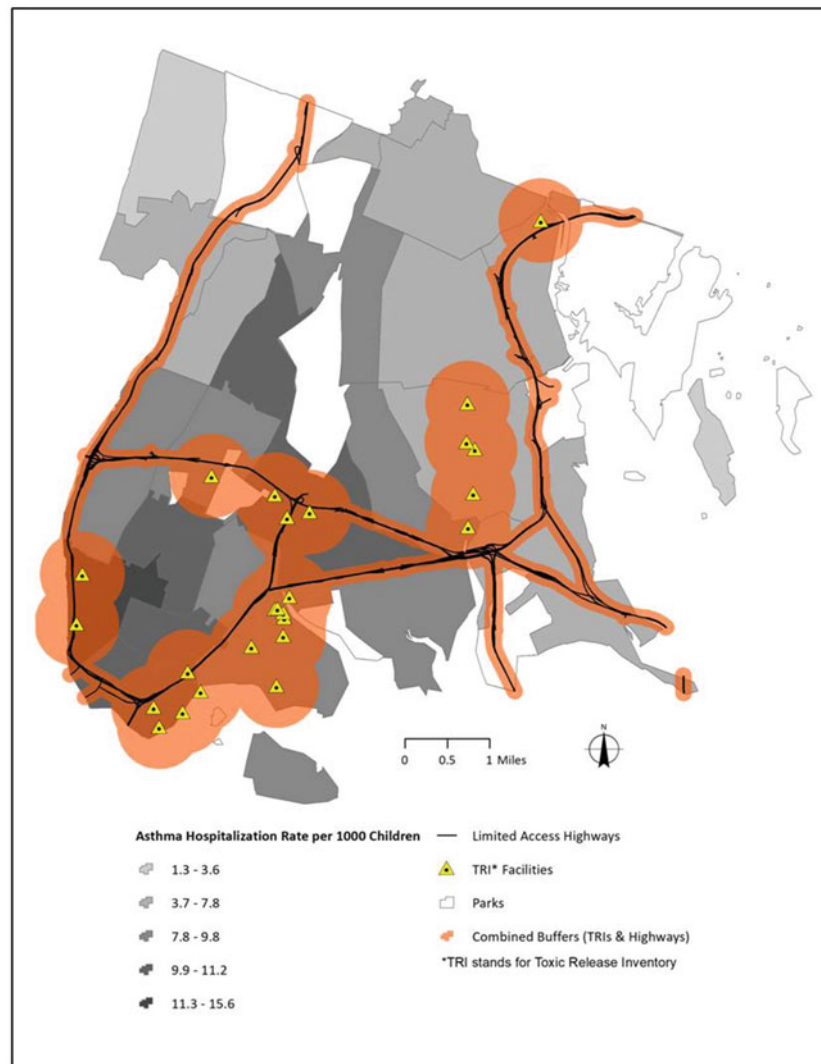 N
0 0.5 1 Miles
Asthma Hospitalization Rate per 1000 Children
1.3 - 3.6
3.7 - 7.8
7.8 - 9.8
9.9 - 11.2
11.3 - 15.6
Limited Access Highways
TRI* Facilities
Parks
Combined Buffers (TRIs & Highways)
*TRI stands for Toxic Release Inventory